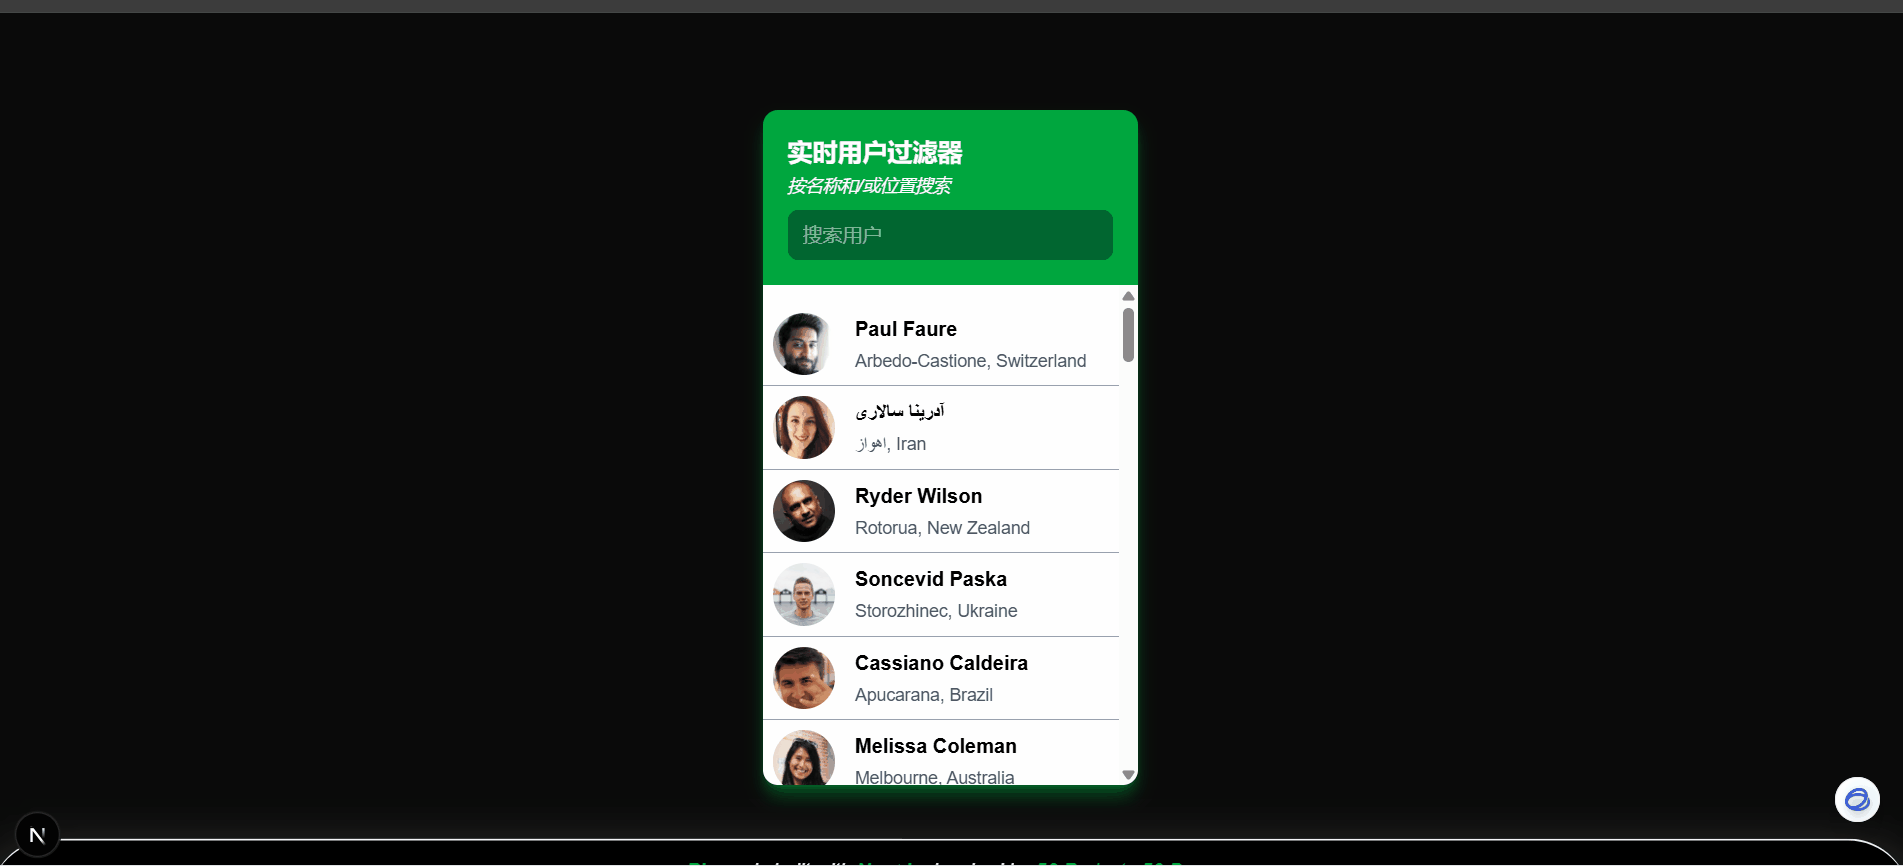 实时用户过滤器
按名称和/或位置搜索
搜索用户
Paul Faure
Arbedo-Castione, Switzerland
آدرینا سالاری
اهواز, Iran
Ryder Wilson
Rotorua, New Zealand
Soncevid Paska
Storozhinec, Ukraine
Cassiano Caldeira
Apucarana, Brazil
Melissa Coleman
Melbourne, Australia
N